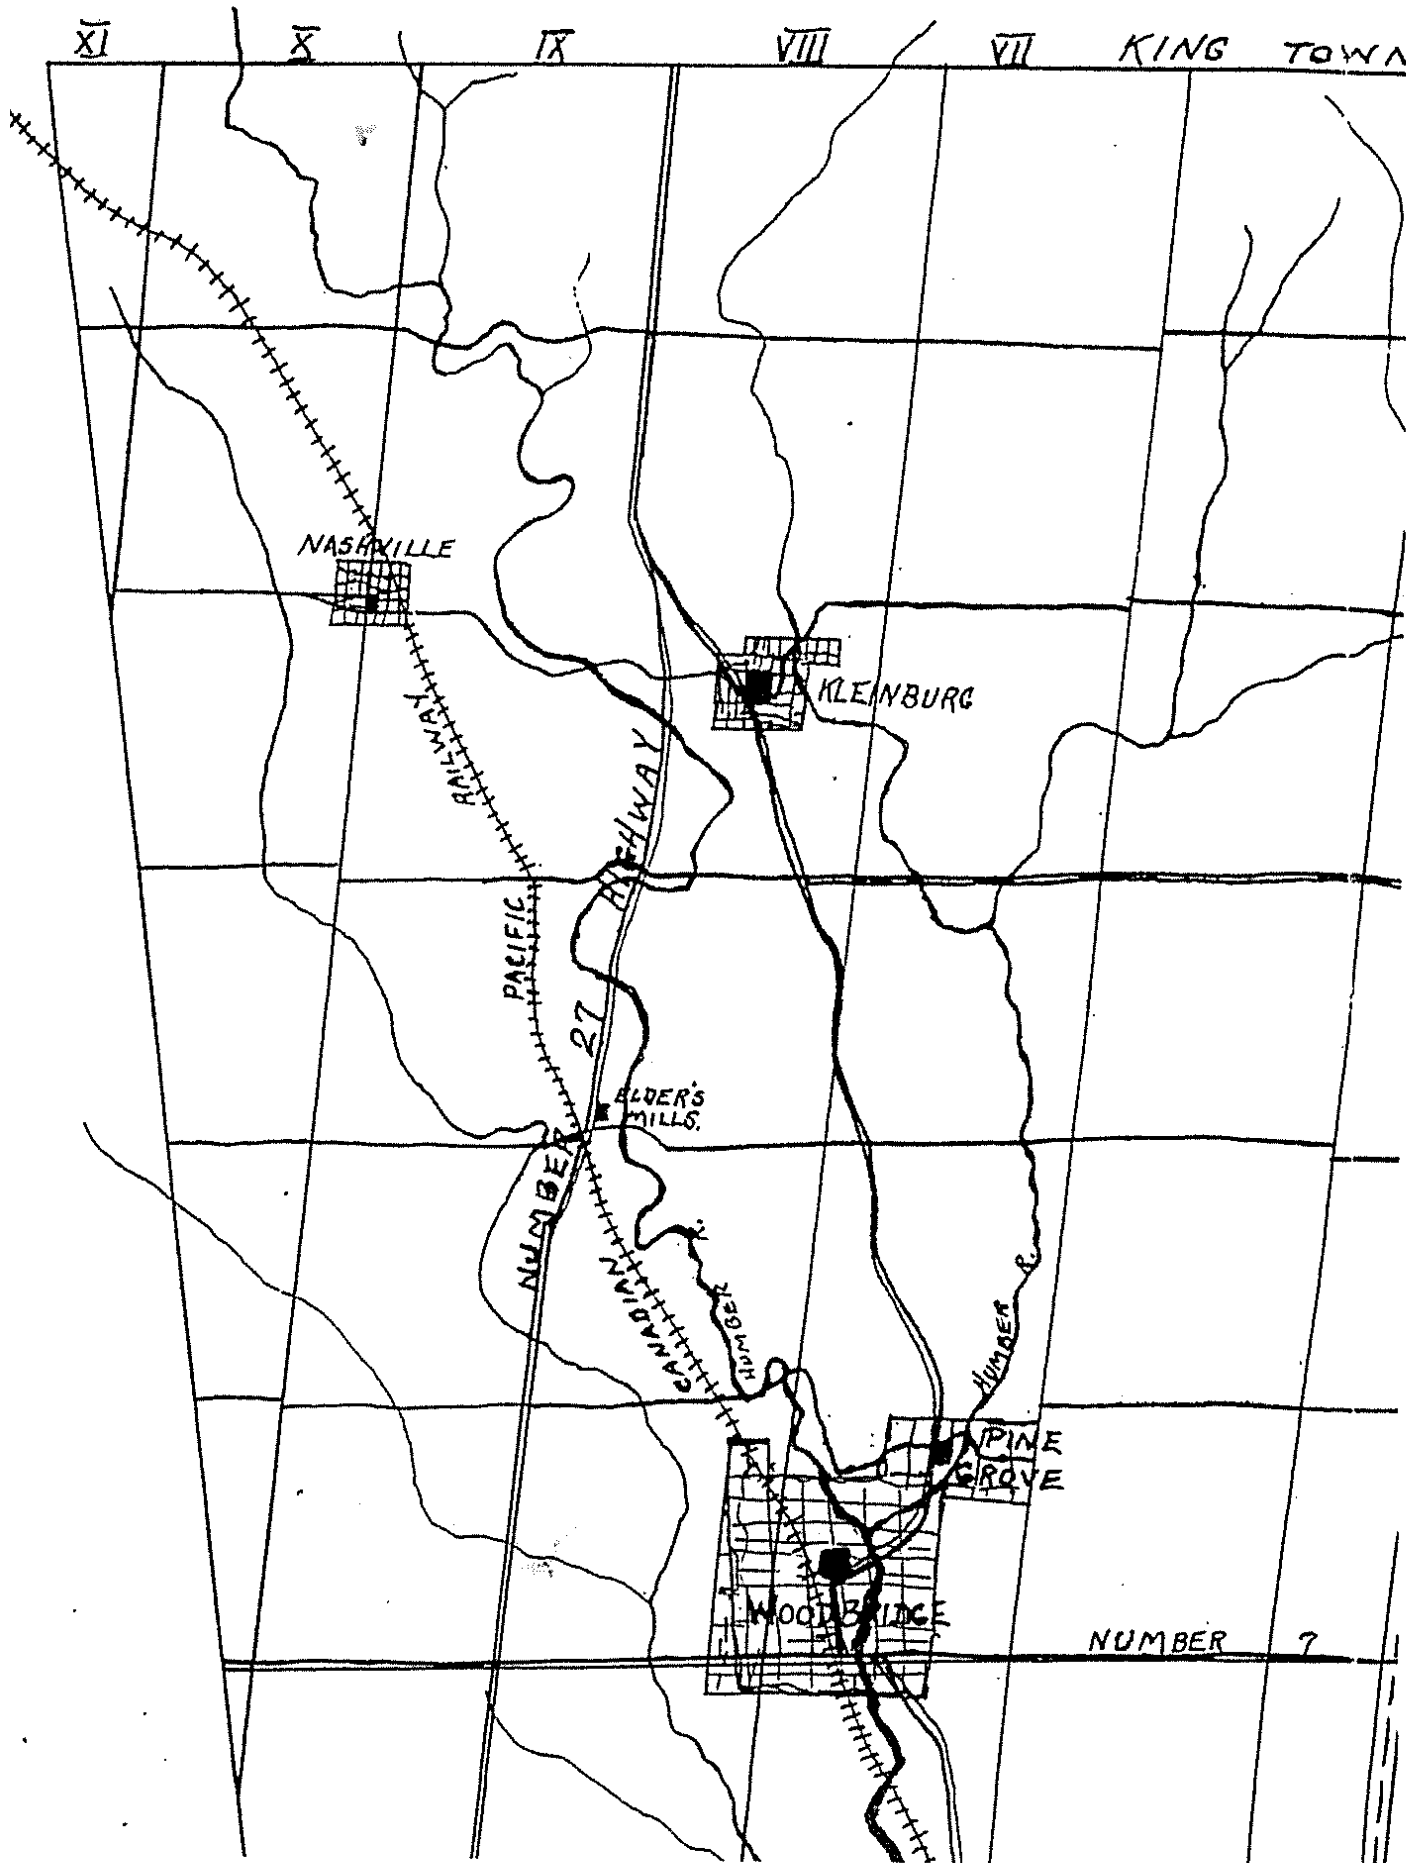 XI X IX VIII VII KING TOWN
NASHVILLE
KLEINBURG
RAILWAY
HIGHWAY
PACIFIC
27
ELDER'S
MILLS.
NUMBER
R.
R.
CANADIAN
HUMBER
HUMBER
PINE
GROVE
WOODBRIDGE
NUMBER 7